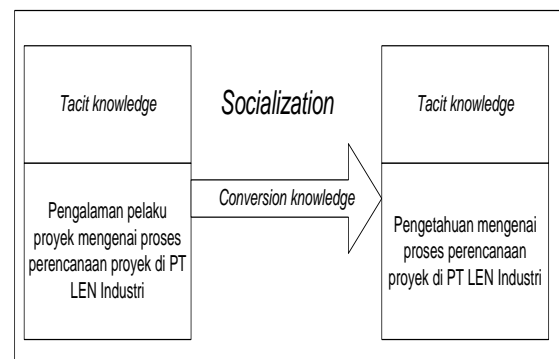 Tacit knowledge
Pengalaman pelaku
proyek mengenai proses
perencanaan proyek di PT
LEN Industri
Socialization
Conversion knowledge
Tacit knowledge
Pengetahuan mengenai
proses perencanaan
proyek di PT LEN Industri